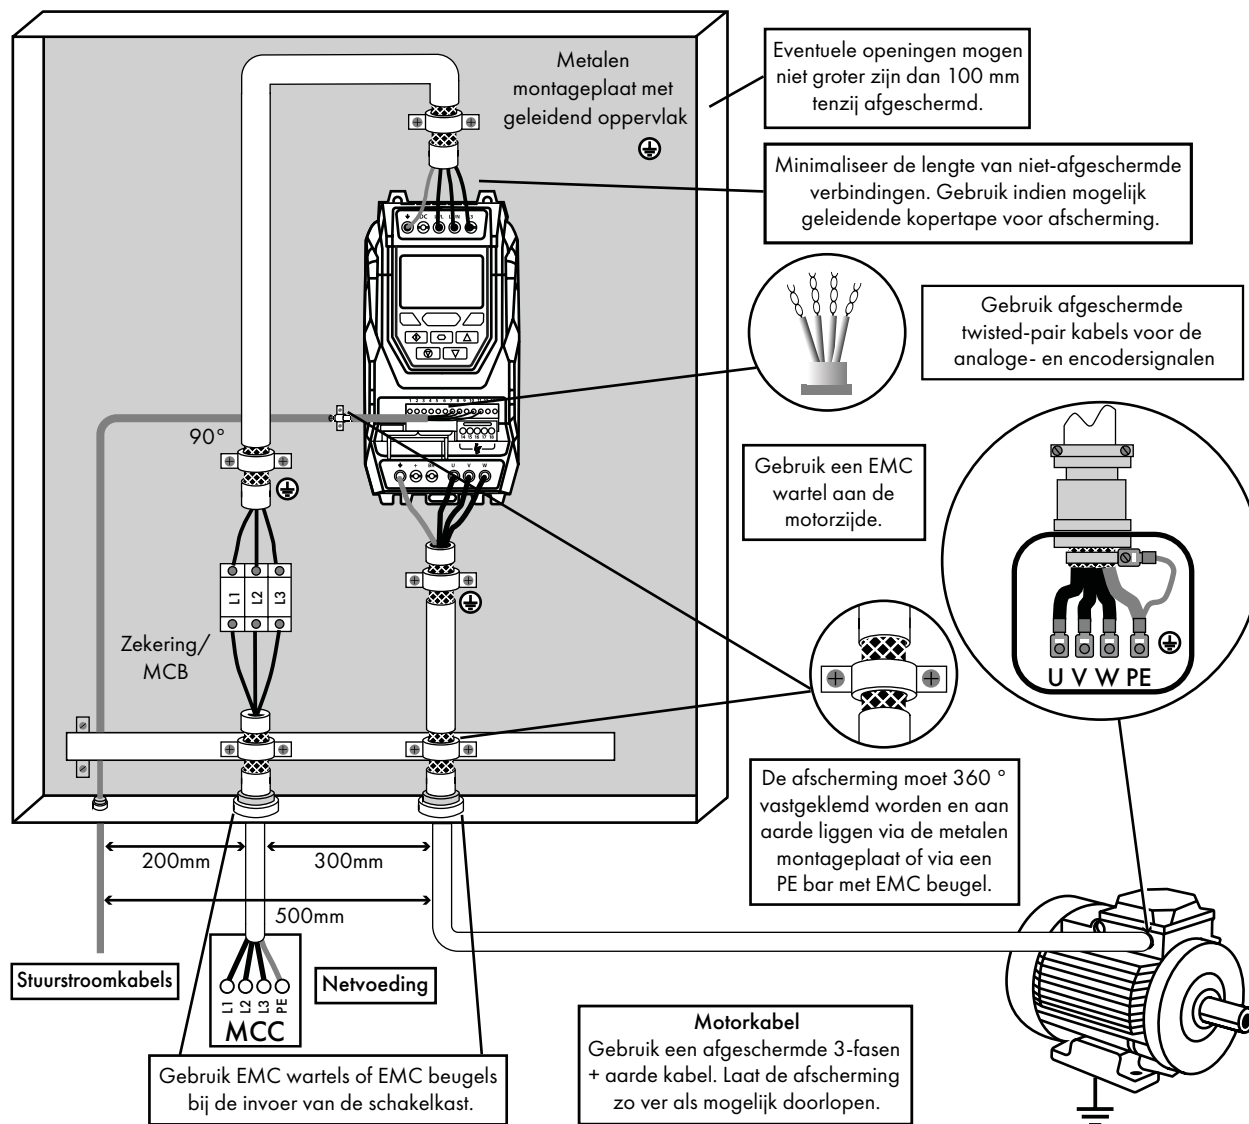 Metalen
montageplaat met
geleidend oppervlak
Eventuele openingen mogen
niet groter zijn dan 100 mm
tenzij afgeschermd.
Minimaliseer de lengte van niet-afgeschermde
verbindingen. Gebruik indien mogelijk
geleidende kopertape voor afscherming.
Gebruik afgeschermde
twisted-pair kabels voor de
analoge- en encodersignalen
90°
Gebruik een EMC
wartel aan de
motorzijde.
U V W
L1 L2 L3
Zekering/
MCB
U V W PE
De afscherming moet 360 °
vastgeklemd worden en aan
aarde liggen via de metalen
montageplaat of via een
PE bar met EMC beugel.
200mm
300mm
500mm
Stuurstroomkabels
Netvoeding
L1 L2 L3 PE
MCC
Gebruik EMC wartels of EMC beugels
bij de invoer van de schakelkast.
Motorkabel
Gebruik een afgeschermde 3-fasen
+ aarde kabel. Laat de afscherming
zo ver als mogelijk doorlopen.